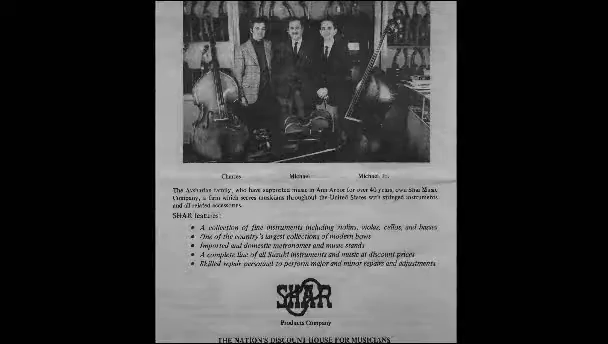 Charles Michael Michael, Jr.
The Avsharian family, who have supported music in Ann Arbor for over 40 years, own Shar Music
Company, a firm which serves musicians throughout the United States with stringed instruments
and all related accessories.
SHAR features:
• A collection of fine instruments including violins, violas, cellos, and basses
• One of the country's largest collections of modern bows
• Imported and domestic metronomes and music stands
• A complete line of all Suzuki instruments and music at discount prices
• Skilled repair personnel to perform major and minor repairs and adjustments
SHAR
Products Company
THE NATION'S DISCOUNT HOUSE FOR MUSICIANS